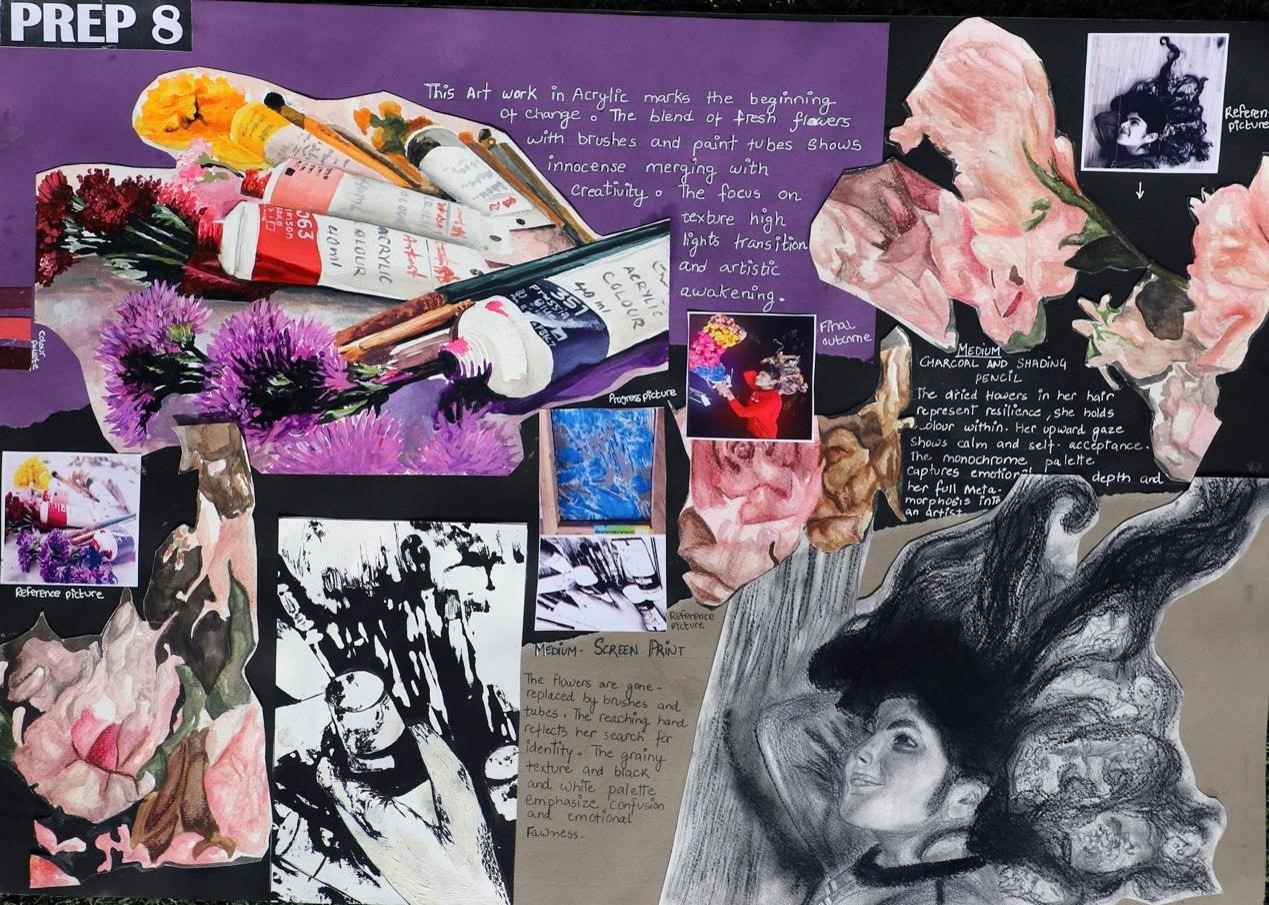 PREP 8
This Art work in Acrylic marks the beginning
of change. The blend of fresh flowers
with brushes and paint tubes shows
innocense merging with
creativity. The focus on
texture high
lights transition
and artistic
awakening.
Reference
picture
Final
outcome
MEDIUM
CHARCOAL AND SHADING
PENCIL
The dried flowers in her hair
represent resilience, she holds
colour within. Her upward gaze
shows calm and self-acceptance.
The monochrome palette
captures emotional depth and
her full Meta-
morphosis into
an artist
063
40ml
ACRYLIC
COLOUR
Artist
357
PRUSSIAN
BLUE
40 ml
ACRYLIC
COLOUR
Colour
palette
Progress picture
Reference picture
Reference
picture
MEDIUM - SCREEN PRINT
The flowers are gone-
replaced by brushes and
tubes. The reaching hand
reflects her search for
identity. The grainy
texture and black
and white palette
emphasize confusion
and emotional
rawness.